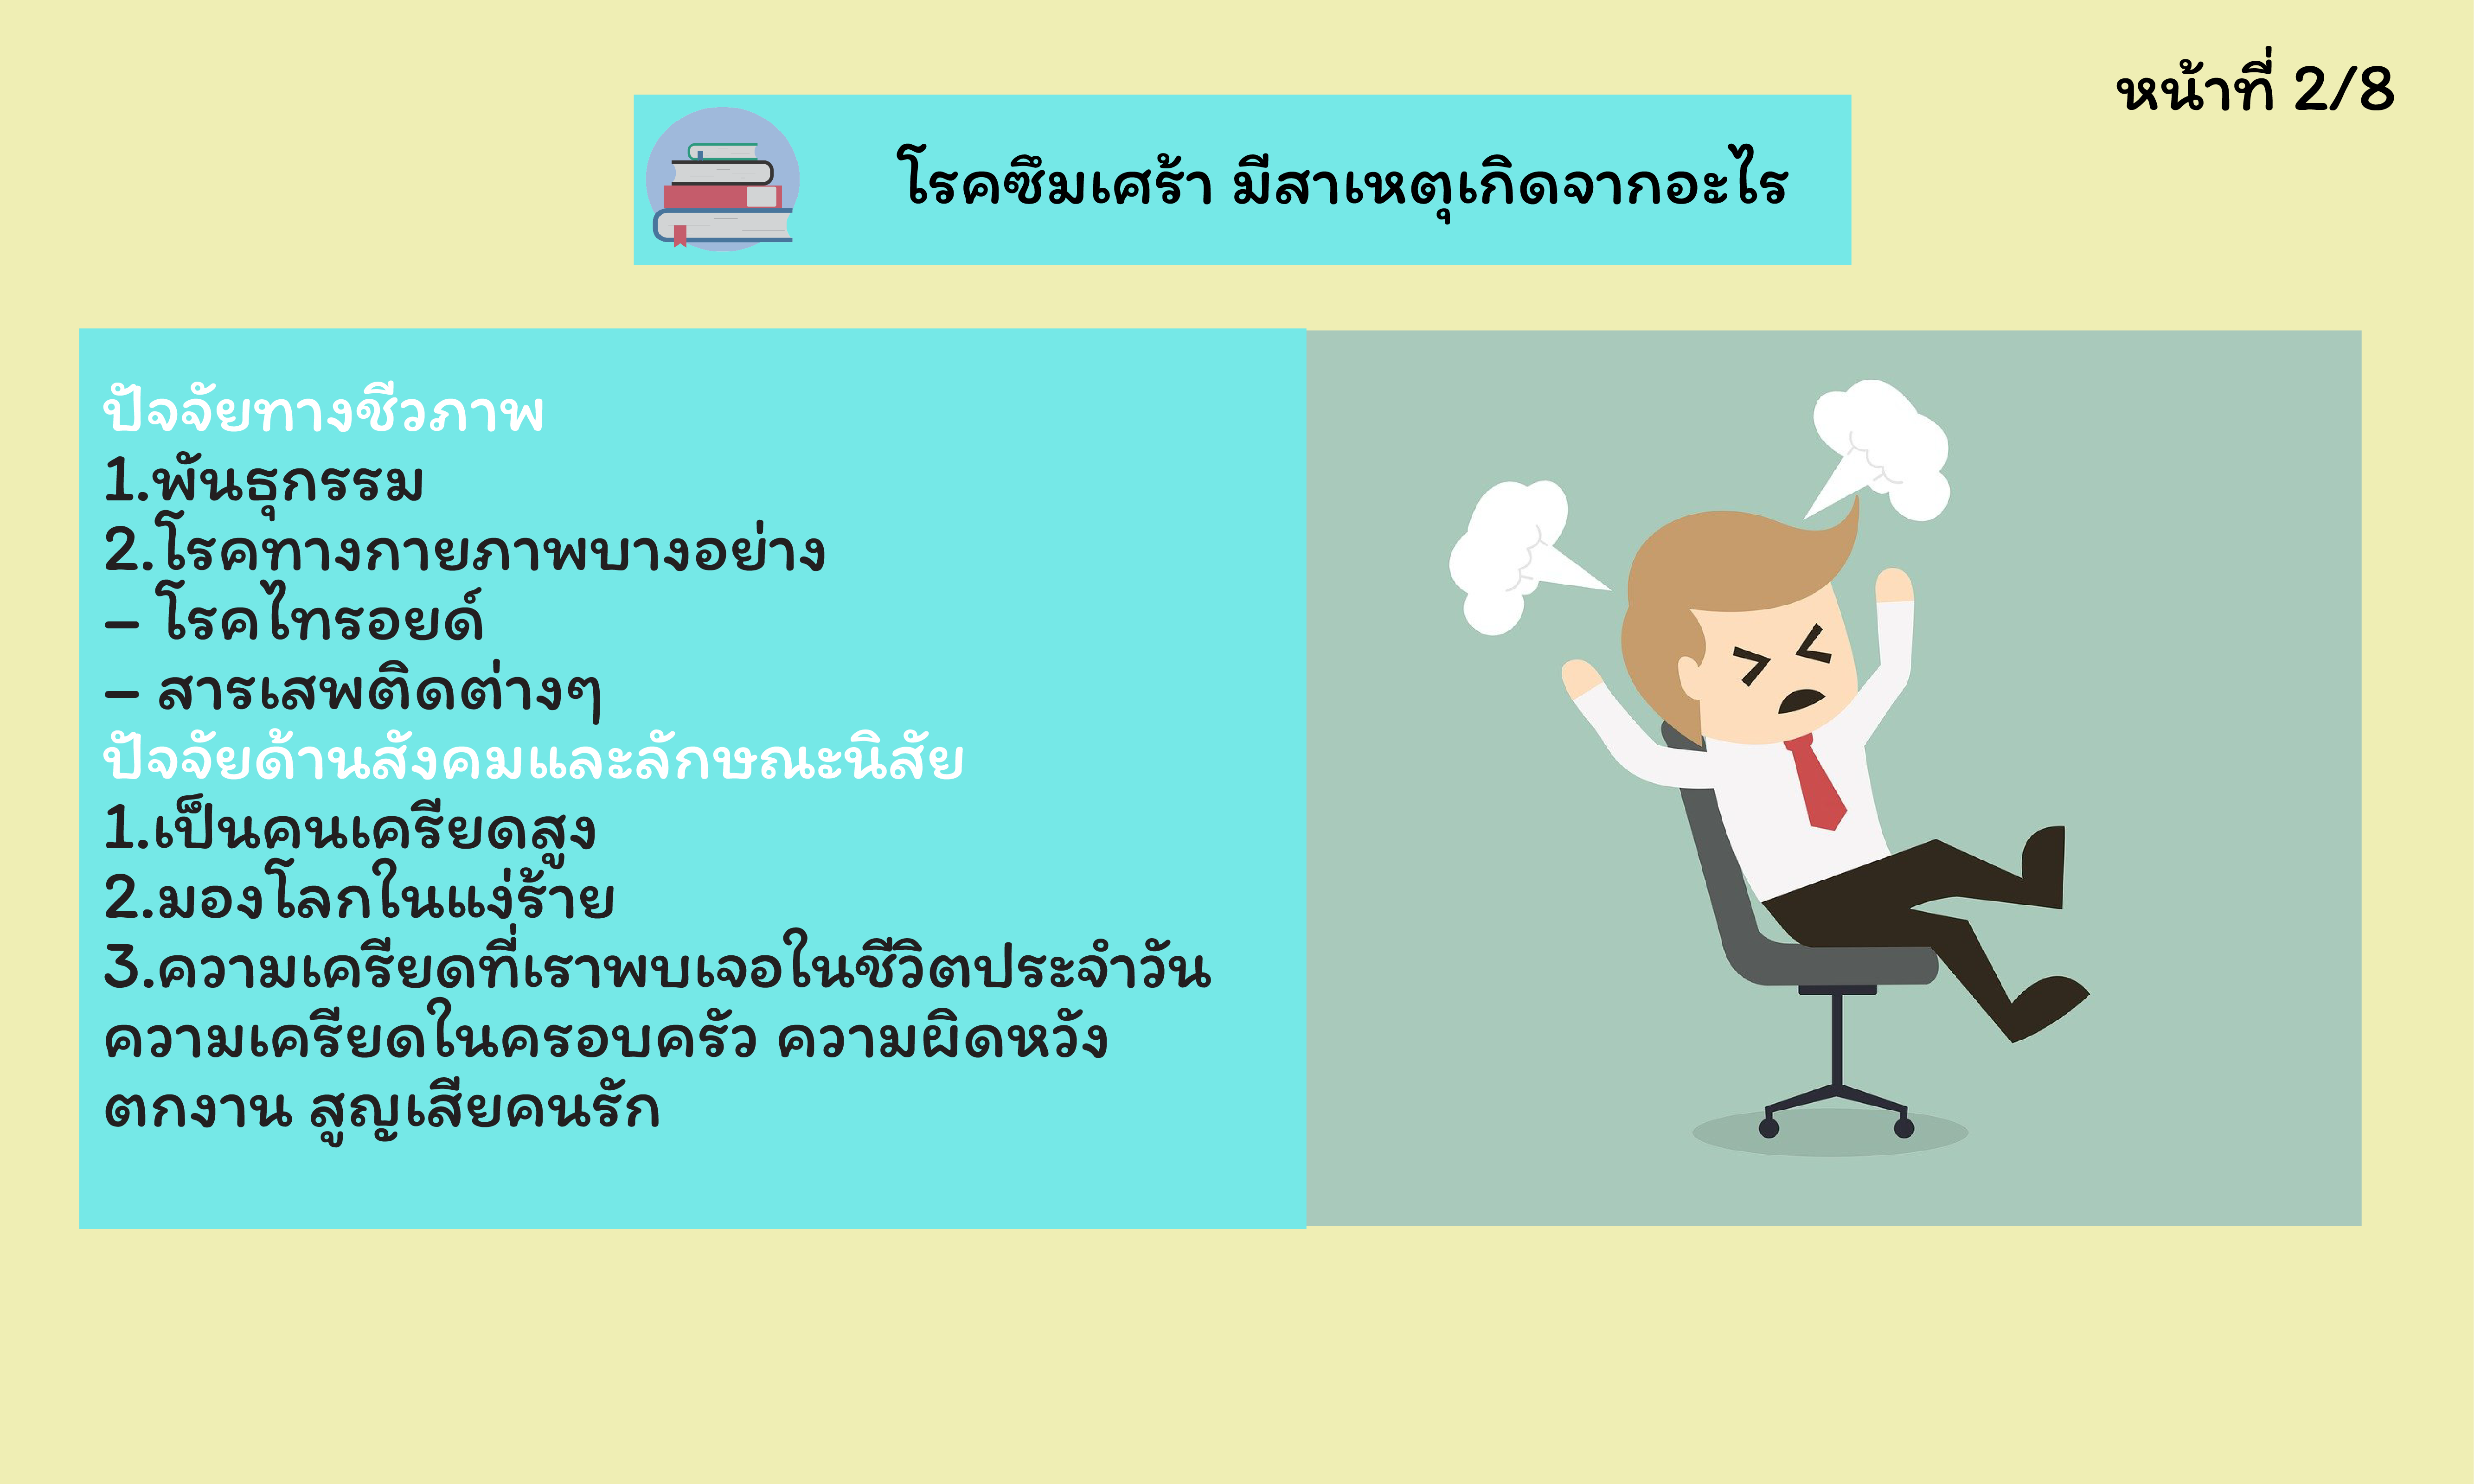 หน้าที่ 2/8
โรคซึมเศร้า มีสาเหตุเกิดจากอะไร
ปัจจัยทางชีวภาพ
1.พันธุกรรม
2.โรคทางกายภาพบางอย่าง
– โรคไทรอยด์
– สารเสพติดต่างๆ
ปัจจัยด้านสังคมและลักษณะนิสัย
1.เป็นคนเครียดสูง
2.มองโลกในแง่ร้าย
3.ความเครียดที่เราพบเจอในชีวิตประจำวัน
ความเครียดในครอบครัว ความผิดหวัง
ตกงาน สูญเสียคนรัก